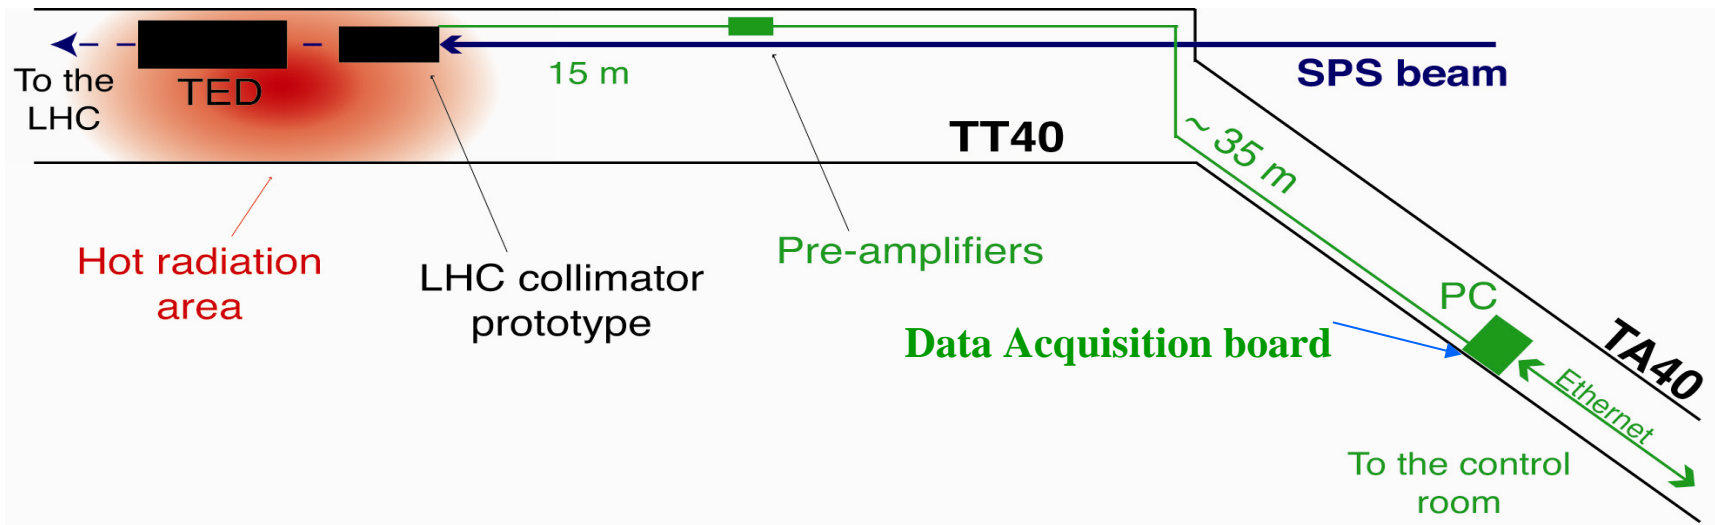 To the
LHC
TED
15 m
SPS beam
TT40
~ 35 m
Hot radiation
area
LHC collimator
prototype
Pre-amplifiers
PC
Data Acquisition board
TA40
Ethernet
To the control
room